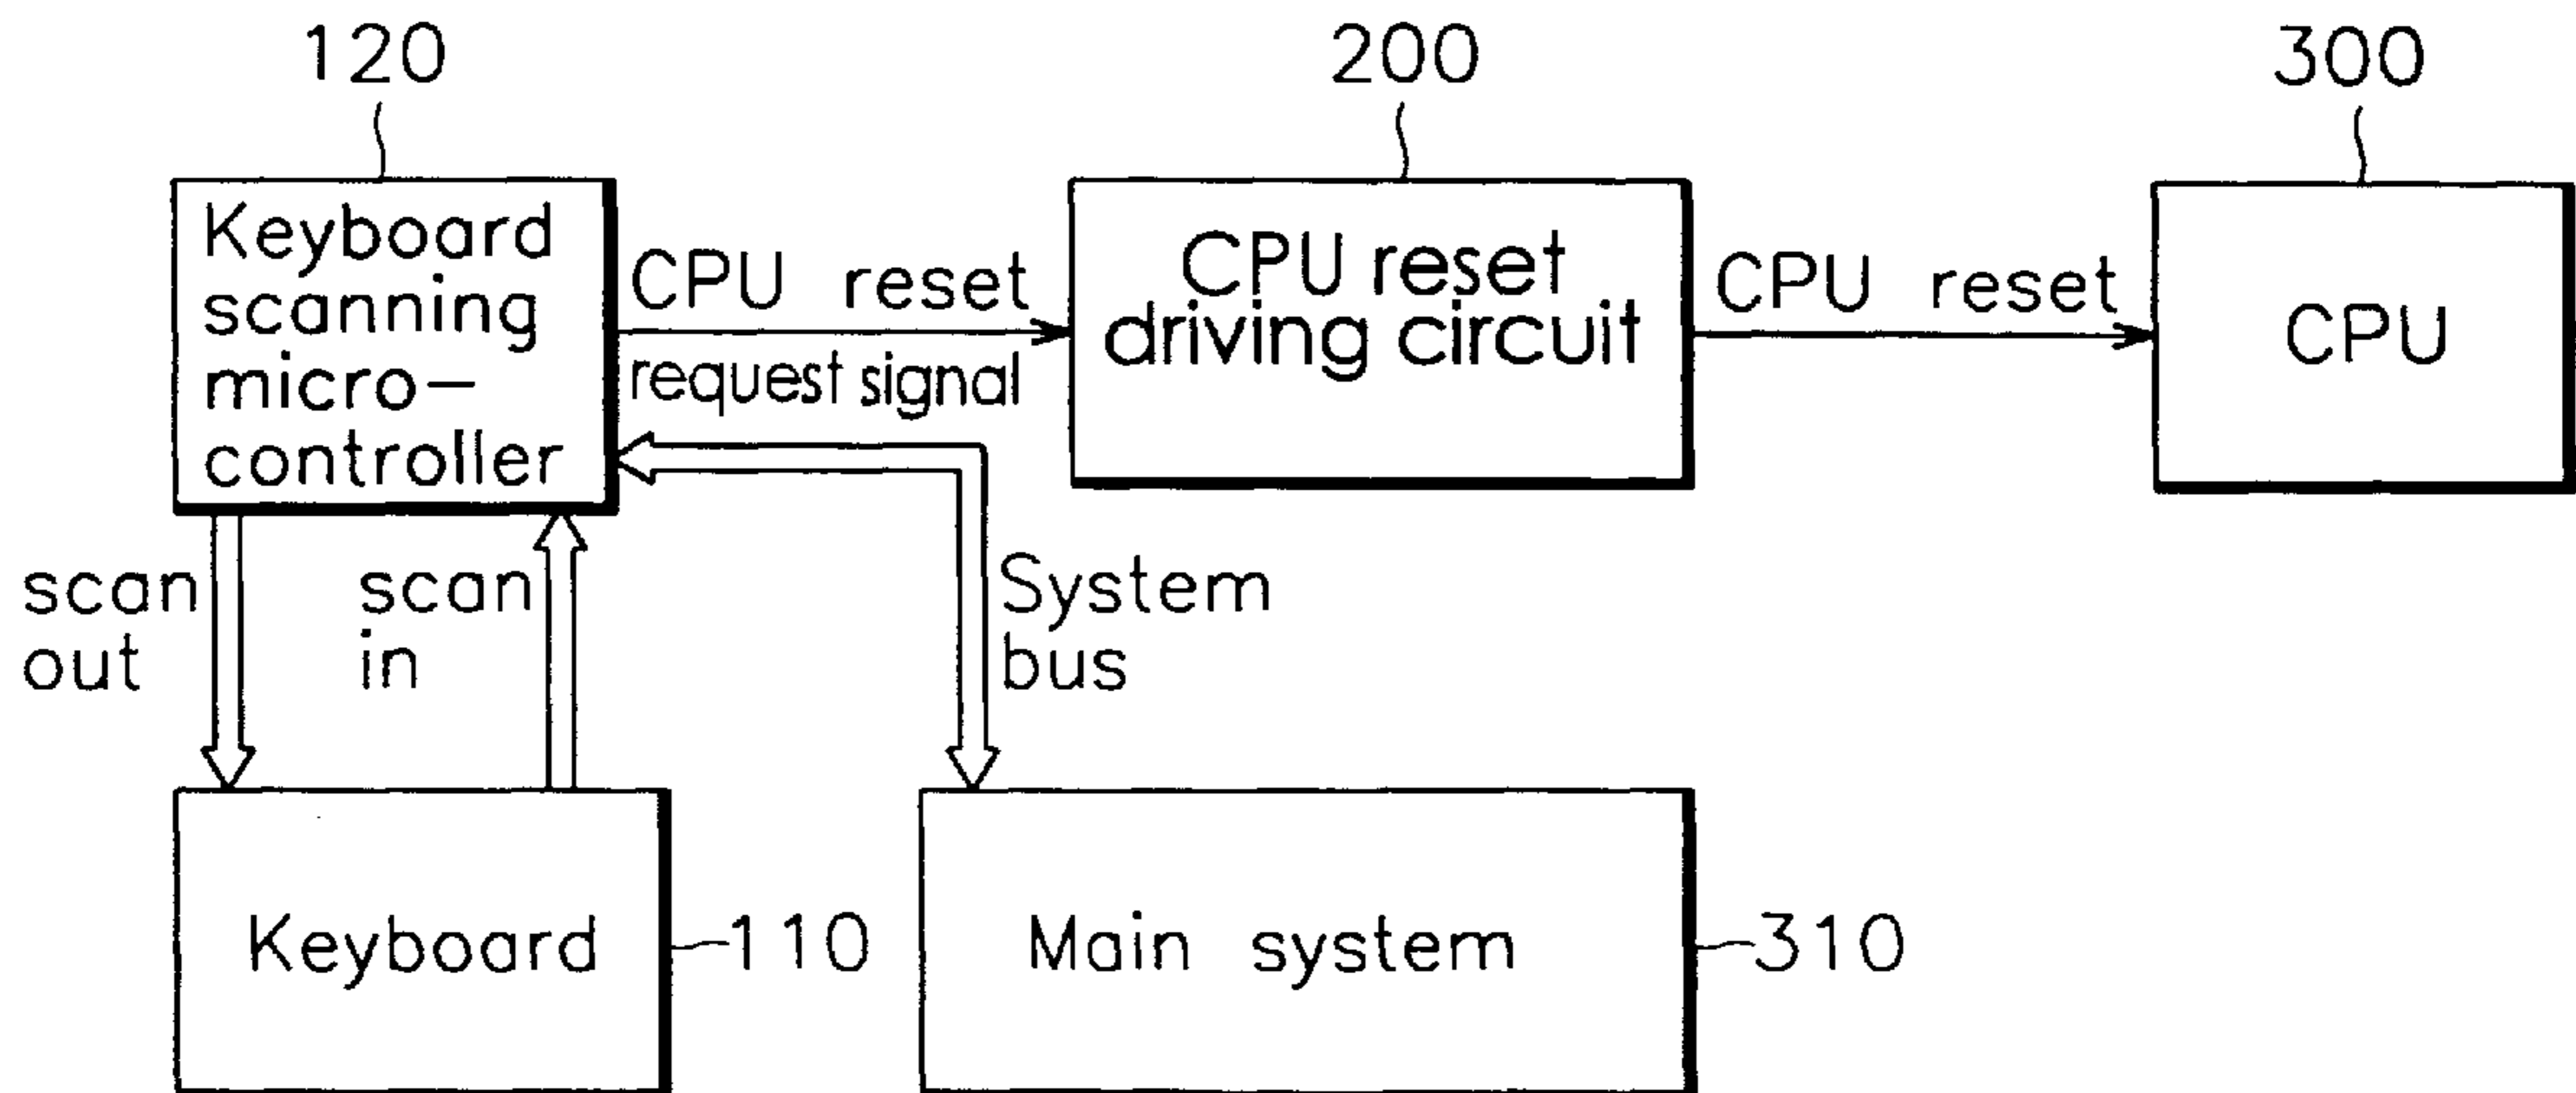 120
200
300
Keyboard
scanning
micro-
controller
CPU reset
request signal
CPU reset
driving circuit
CPU reset
CPU
scan
out
scan
in
System
bus
Keyboard
110
Main system
310